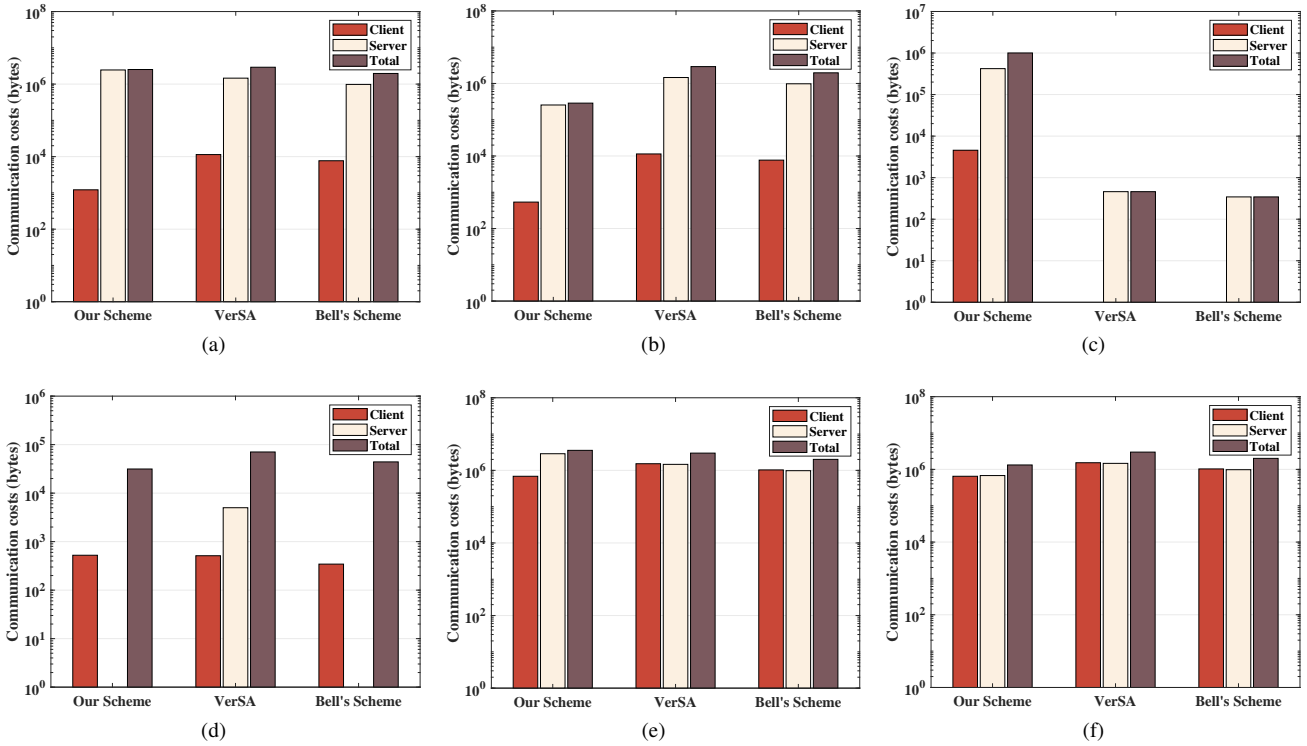 10^8
10^6
10^4
10^2
10^0
Communication costs (bytes)
Client
Server
Total
Our Scheme VerSA Bell's Scheme
(a)
10^8
10^6
10^4
10^2
10^0
Communication costs (bytes)
Client
Server
Total
Our Scheme VerSA Bell's Scheme
(b)
10^7
10^6
10^5
10^4
10^3
10^2
10^1
10^0
Communication costs (bytes)
Client
Server
Total
Our Scheme VerSA Bell's Scheme
(c)
10^6
10^5
10^4
10^3
10^2
10^1
10^0
Communication costs (bytes)
Client
Server
Total
Our Scheme VerSA Bell's Scheme
(d)
10^8
10^6
10^4
10^2
10^0
Communication costs (bytes)
Client
Server
Total
Our Scheme VerSA Bell's Scheme
(e)
10^8
10^6
10^4
10^2
10^0
Communication costs (bytes)
Client
Server
Total
Our Scheme VerSA Bell's Scheme
(f)